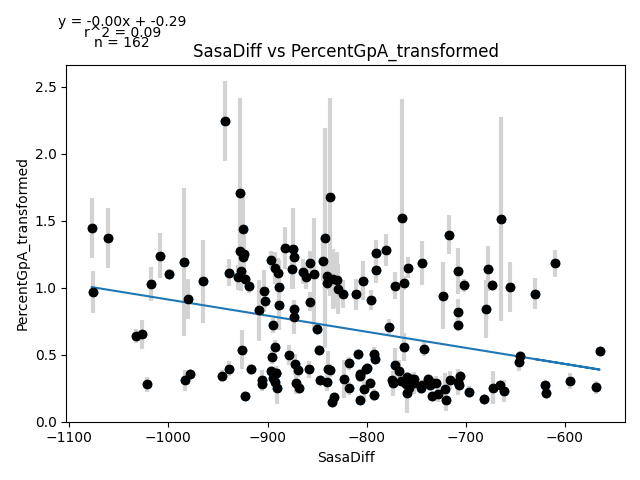 y = -0.00x + -0.29
r^2 = 0.09
n = 162
SasaDiff vs PercentGpA_transformed
PercentGpA_transformed
2.5
2.0
1.5
1.0
0.5
0.0
−1100 −1000 −900 −800 −700 −600
SasaDiff